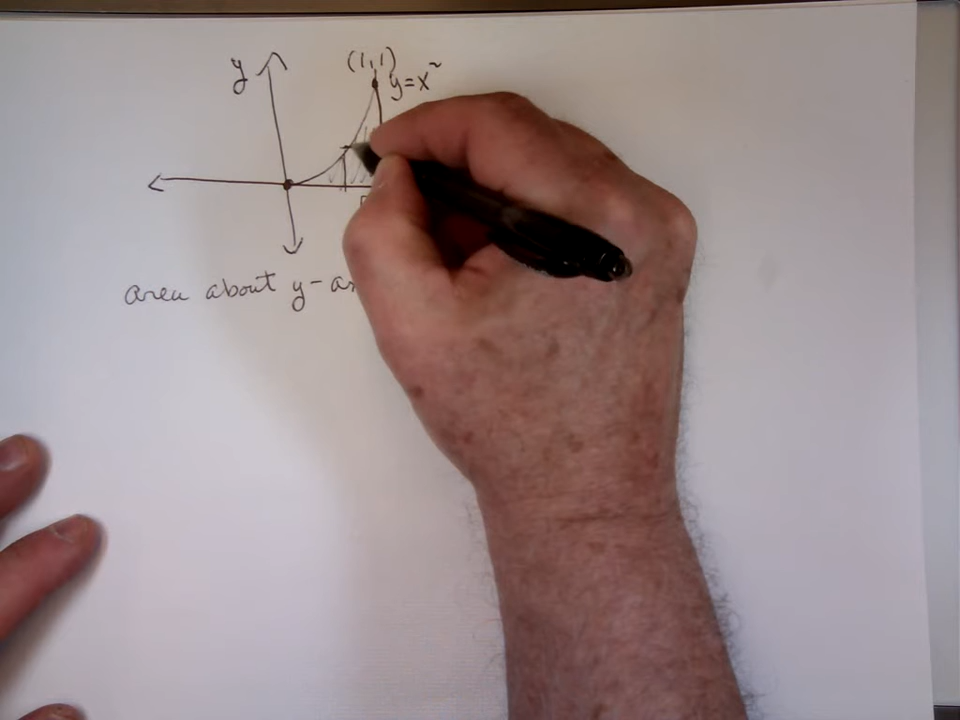 (1,1)
y y=x²
area about y-